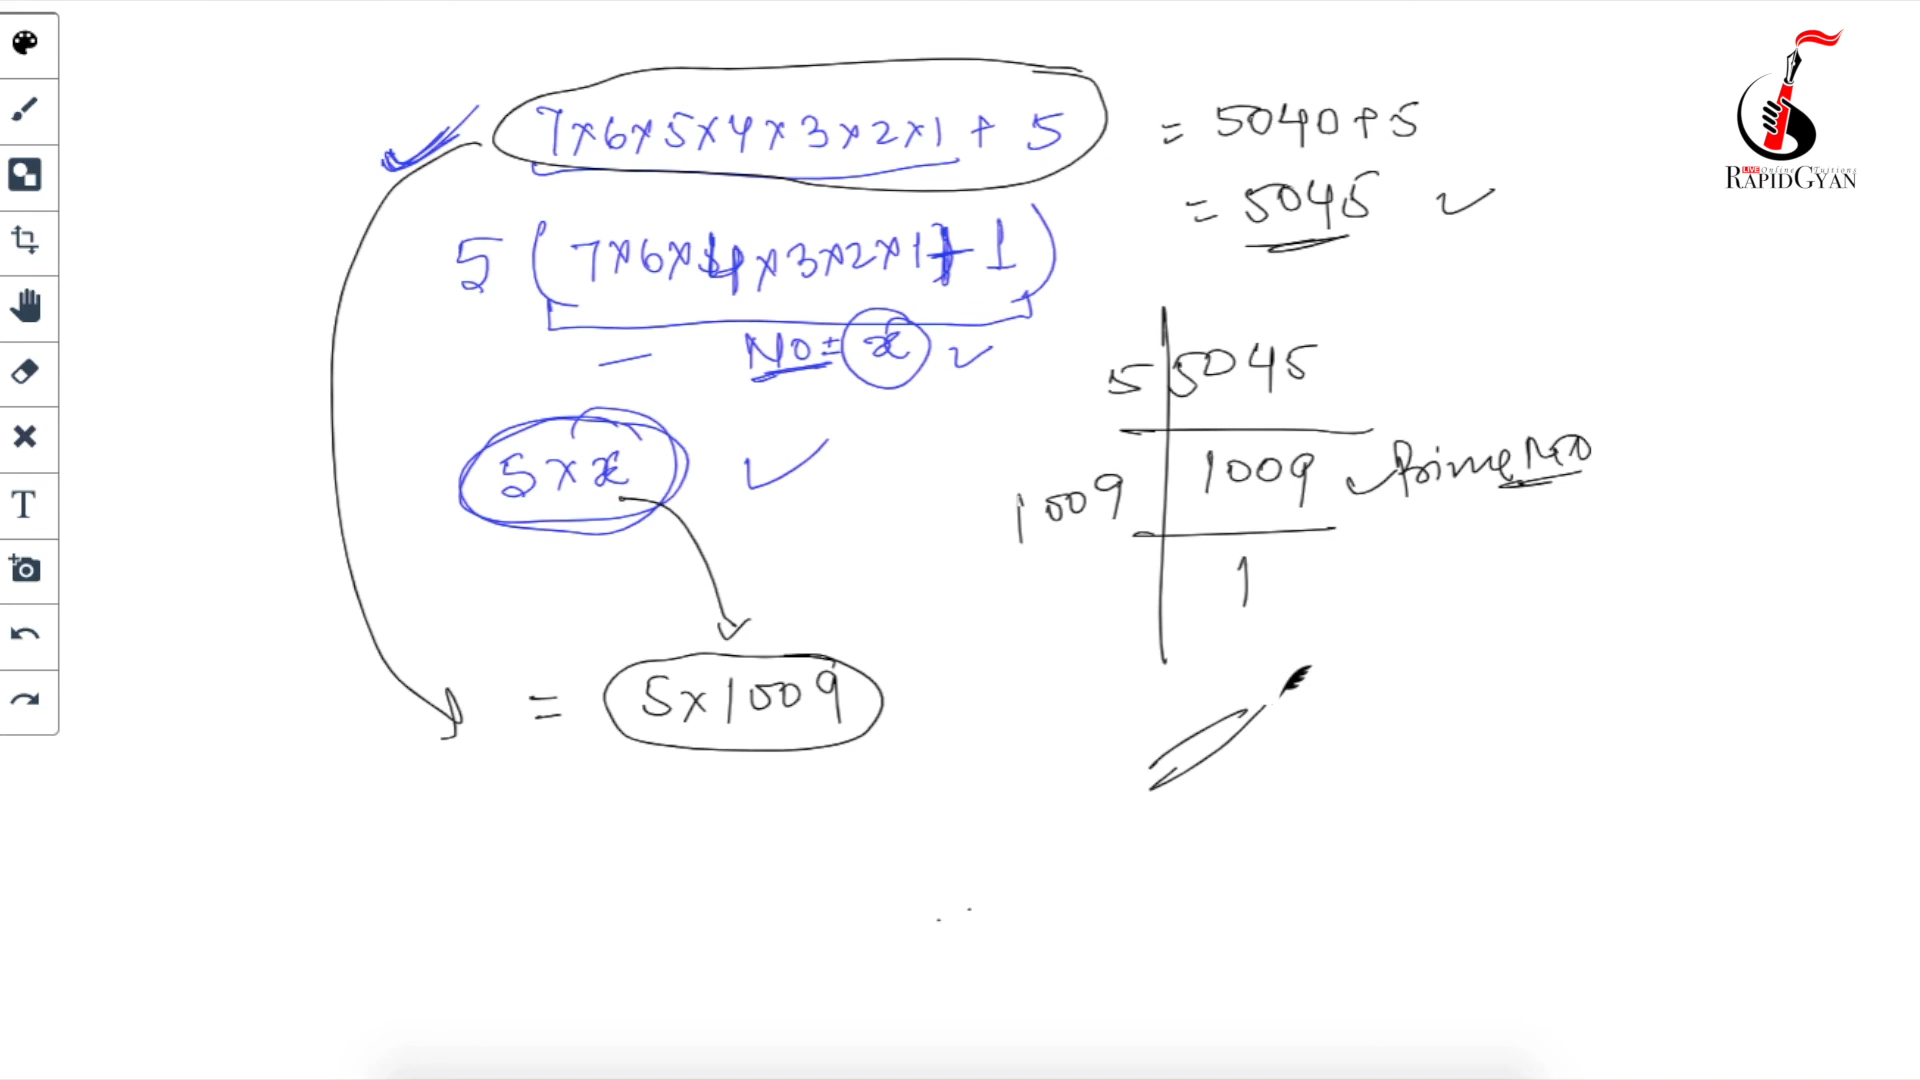 7×6×5×4×3×2×1 + 5 = 5040+5
= 5045
5 (7×6×4×3×2×1+1)
No = x
5 × x
5 5045
1009 1009 Prime No
1
= 5×1009
T
LIVE Online Tuitions
RAPIDGYAN